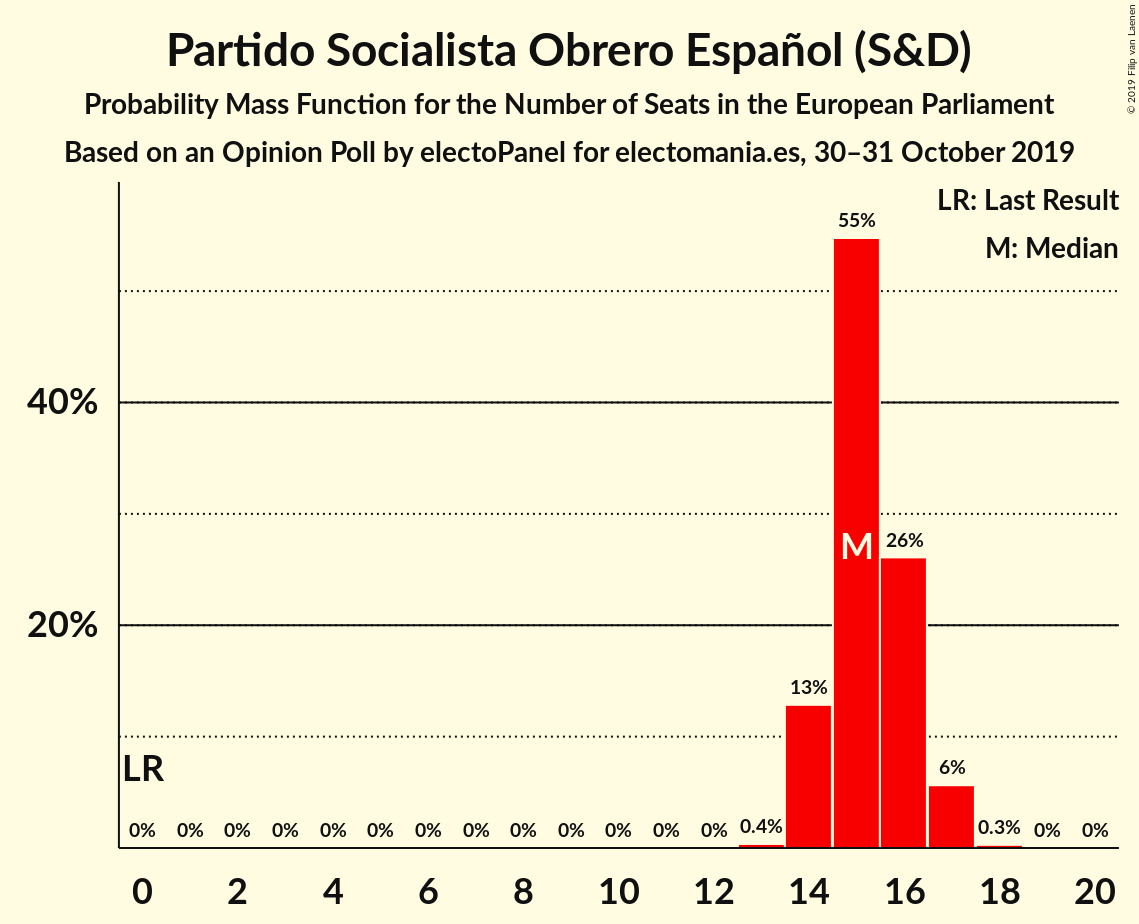 Partido Socialista Obrero Español (S&D)
Probability Mass Function for the Number of Seats in the European Parliament
Based on an Opinion Poll by electoPanel for electomania.es, 30–31 October 2019
© 2019 Filip van Laenen
LR: Last Result
M: Median
55%
40%
M
26%
20%
13%
LR
6%
0% 0% 0% 0% 0% 0% 0% 0% 0% 0% 0% 0% 0% 0.4% 0.3% 0% 0%
0 2 4 6 8 10 12 14 16 18 20